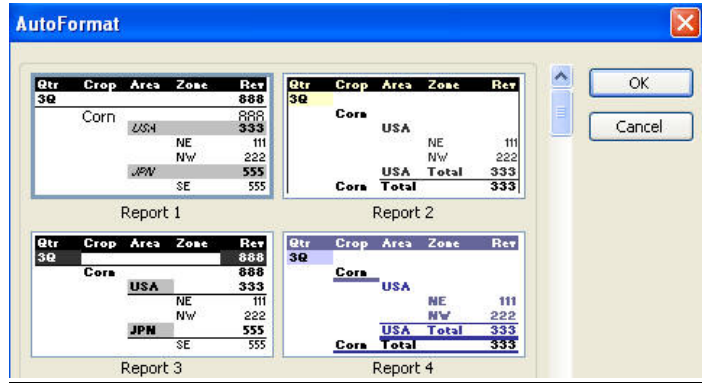 AutoFormat
OK
Cancel
Qtr Crop Area Zone Rev
3Q 888
Corn 888
USA 333
NE 111
NW 222
JPN 555
SE 555
Report 1
Qtr Crop Area Zone Rev
3Q
Corn
USA
NE 111
NW 222
USA Total 333
Corn Total 333
Report 2
Qtr Crop Area Zone Rev
3Q 888
Corn 888
USA 333
NE 111
NW 222
JPN 555
SE 555
Report 3
Qtr Crop Area Zone Rev
3Q
Corn
USA
NE 111
NW 222
USA Total 333
Corn Total 333
Report 4